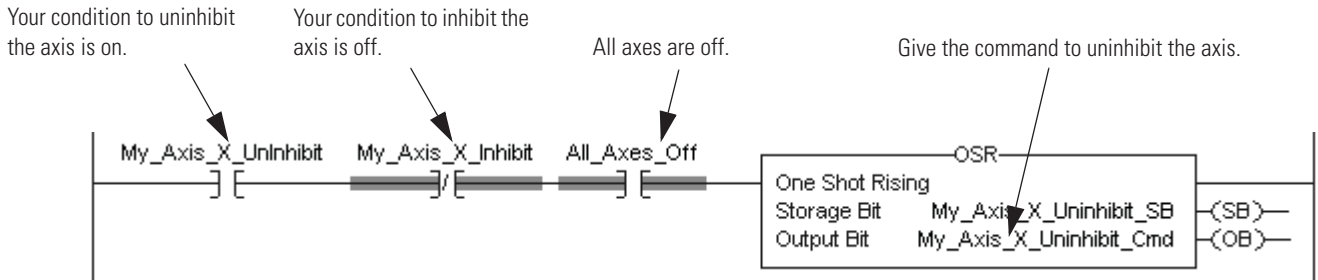 Your condition to uninhibit
the axis is on.
Your condition to inhibit the
axis is off.
All axes are off.
Give the command to uninhibit the axis.
My_Axis_X_UnInhibit
My_Axis_X_Inhibit
All_Axes_Off
OSR
One Shot Rising
Storage Bit My_Axis_X_Uninhibit_SB
(SB)
Output Bit My_Axis_X_Uninhibit_Cmd
(OB)